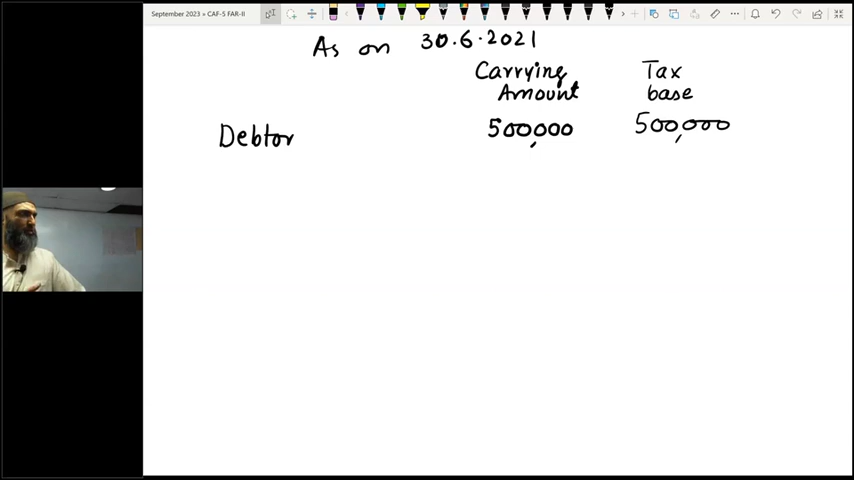 September 2023 » CAF-5 FAR-II
As on 30.6.2021
Carrying Amount
Tax base
Debtor 500,000 500,000